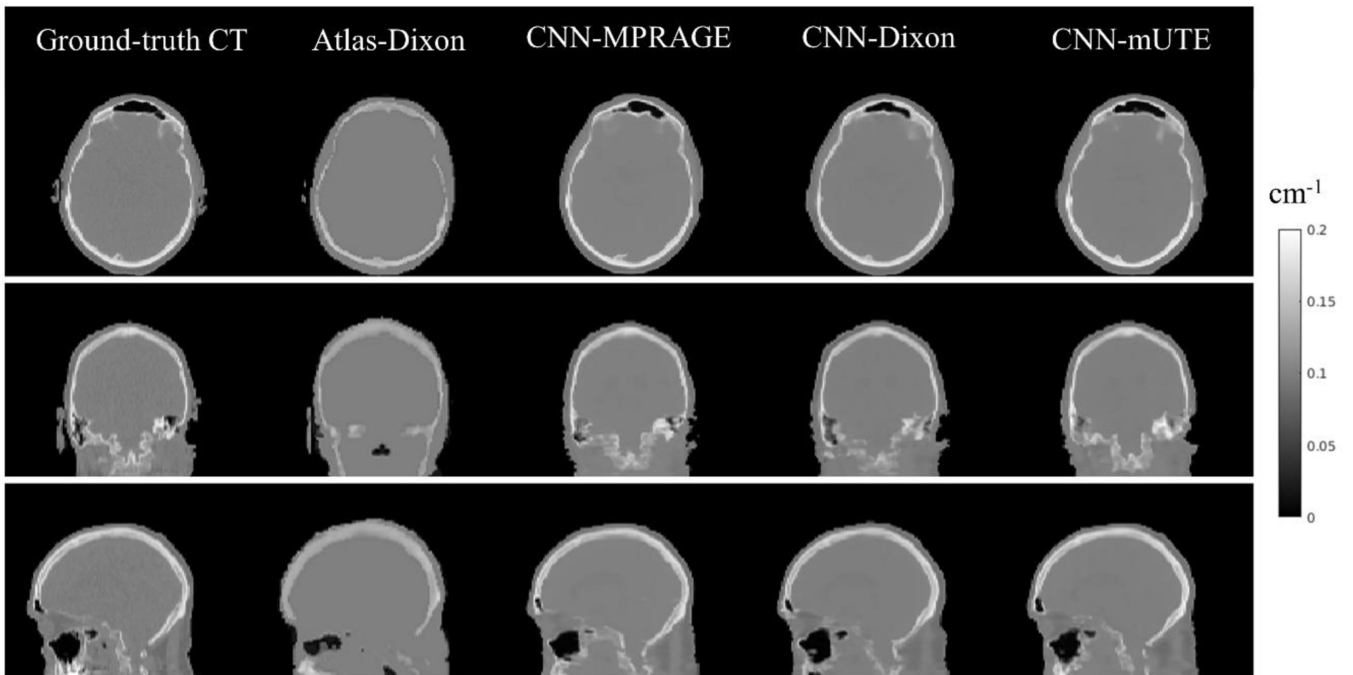 Ground-truth CT Atlas-Dixon CNN-MPRAGE CNN-Dixon CNN-mUTE
cm-1
0.2
0.15
0.1
0.05
0